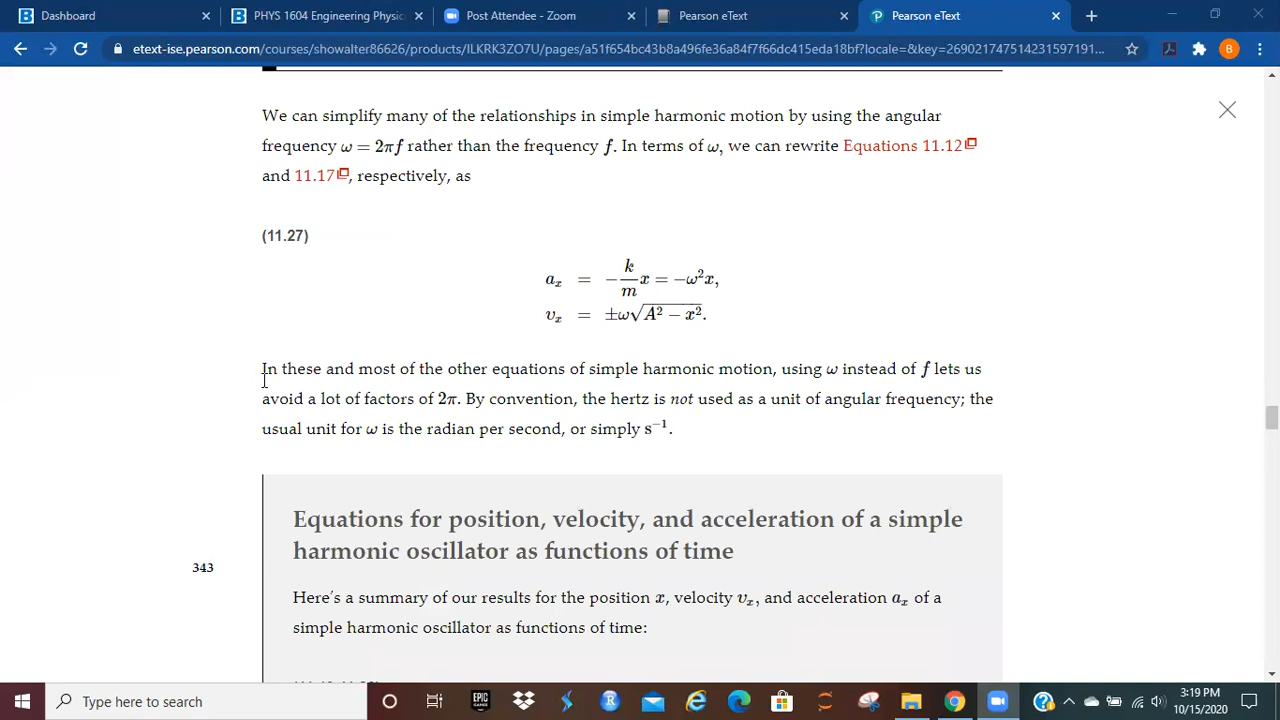 Dashboard
PHYS 1604 Engineering Physic
Post Attendee - Zoom
Pearson eText
Pearson eText
etext-ise.pearson.com/courses/showalter86626/products/ILKRK3ZO7U/pages/a51f654bc43b8a496fe36a84f7f66dc415eda18bf?locale=&key=269021747514231597191...
B
We can simplify many of the relationships in simple harmonic motion by using the angular
frequency ω = 2πf rather than the frequency f. In terms of ω, we can rewrite Equations 11.12
and 11.17, respectively, as
(11.27)
aₓ = −k/m x = −ω²x,
υₓ = ±ω√(A² − x²).
In these and most of the other equations of simple harmonic motion, using ω instead of f lets us
avoid a lot of factors of 2π. By convention, the hertz is not used as a unit of angular frequency; the
usual unit for ω is the radian per second, or simply s⁻¹.
Equations for position, velocity, and acceleration of a simple
harmonic oscillator as functions of time
343
Here's a summary of our results for the position x, velocity υₓ, and acceleration aₓ of a
simple harmonic oscillator as functions of time:
Type here to search
EPIC GAMES
R
3:19 PM
10/15/2020